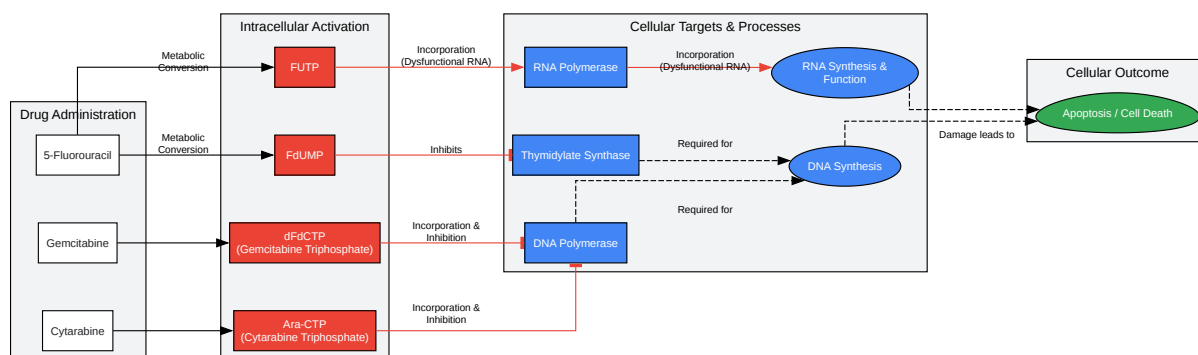 Intracellular Activation
Cellular Targets & Processes
Metabolic
Conversion
FUTP
Incorporation
(Dysfunctional RNA)
RNA Polymerase
Incorporation
(Dysfunctional RNA)
RNA Synthesis &
Function
Cellular Outcome
Apoptosis / Cell Death
Drug Administration
5-Fluorouracil
Metabolic
Conversion
FdUMP
Inhibits
Thymidylate Synthase
Required for
DNA Synthesis
Damage leads to
Required for
Gemcitabine
dFdCTP
(Gemcitabine Triphosphate)
Incorporation &
Inhibition
DNA Polymerase
Cytarabine
Ara-CTP
(Cytarabine Triphosphate)
Incorporation &
Inhibition